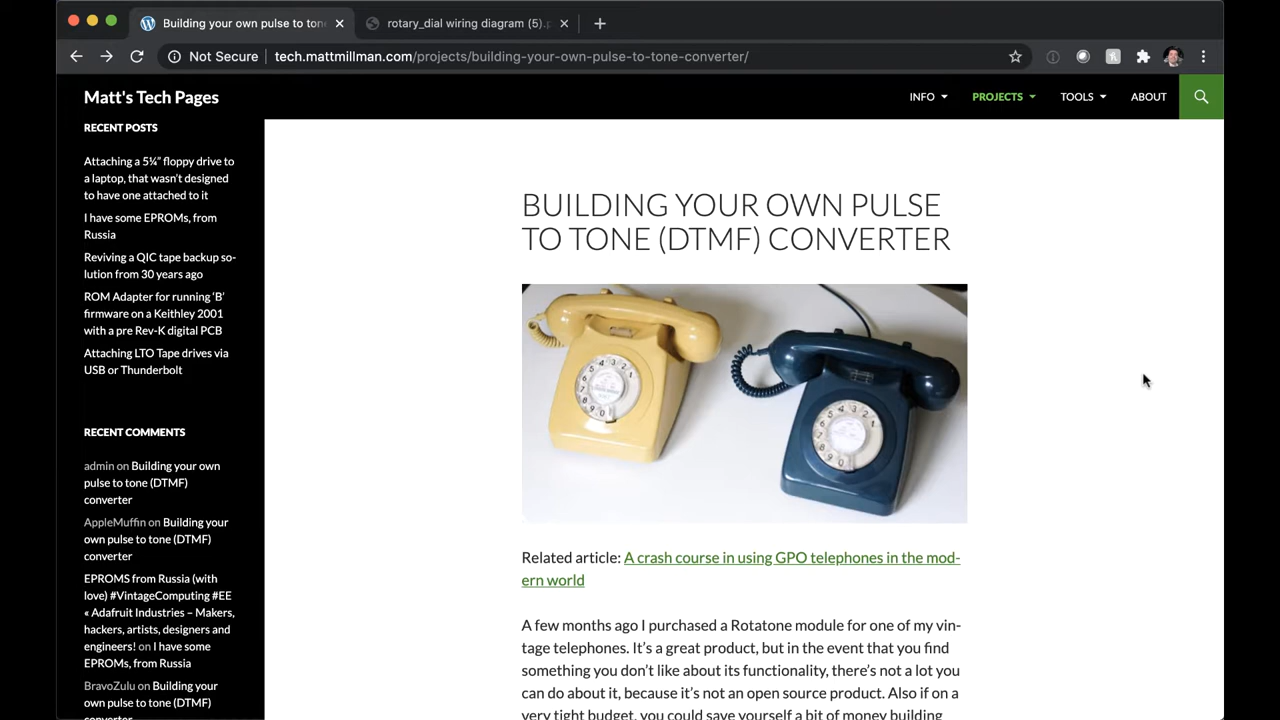 Building your own pulse to ton
rotary_dial wiring diagram (5).p
Not Secure
tech.mattmillman.com/projects/building-your-own-pulse-to-tone-converter/
Matt's Tech Pages
INFO
PROJECTS
TOOLS
ABOUT
RECENT POSTS
Attaching a 5¼” floppy drive to
a laptop, that wasn’t designed
to have one attached to it
I have some EPROMs, from
Russia
Reviving a QIC tape backup so-
lution from 30 years ago
ROM Adapter for running ‘B’
firmware on a Keithley 2001
with a pre Rev-K digital PCB
Attaching LTO Tape drives via
USB or Thunderbolt
RECENT COMMENTS
admin on Building your own
pulse to tone (DTMF)
converter
AppleMuffin on Building your
own pulse to tone (DTMF)
converter
EPROMS from Russia (with
love) #VintageComputing #EE
« Adafruit Industries – Makers,
hackers, artists, designers and
engineers! on I have some
EPROMs, from Russia
BravoZulu on Building your
own pulse to tone (DTMF)
converter
BUILDING YOUR OWN PULSE
TO TONE (DTMF) CONVERTER
Related article: A crash course in using GPO telephones in the mod-
ern world
A few months ago I purchased a Rotatone module for one of my vin-
tage telephones. It’s a great product, but in the event that you find
something you don’t like about its functionality, there’s not a lot you
can do about it, because it’s not an open source product. Also if on a
very tight budget, you could save yourself a bit of money building